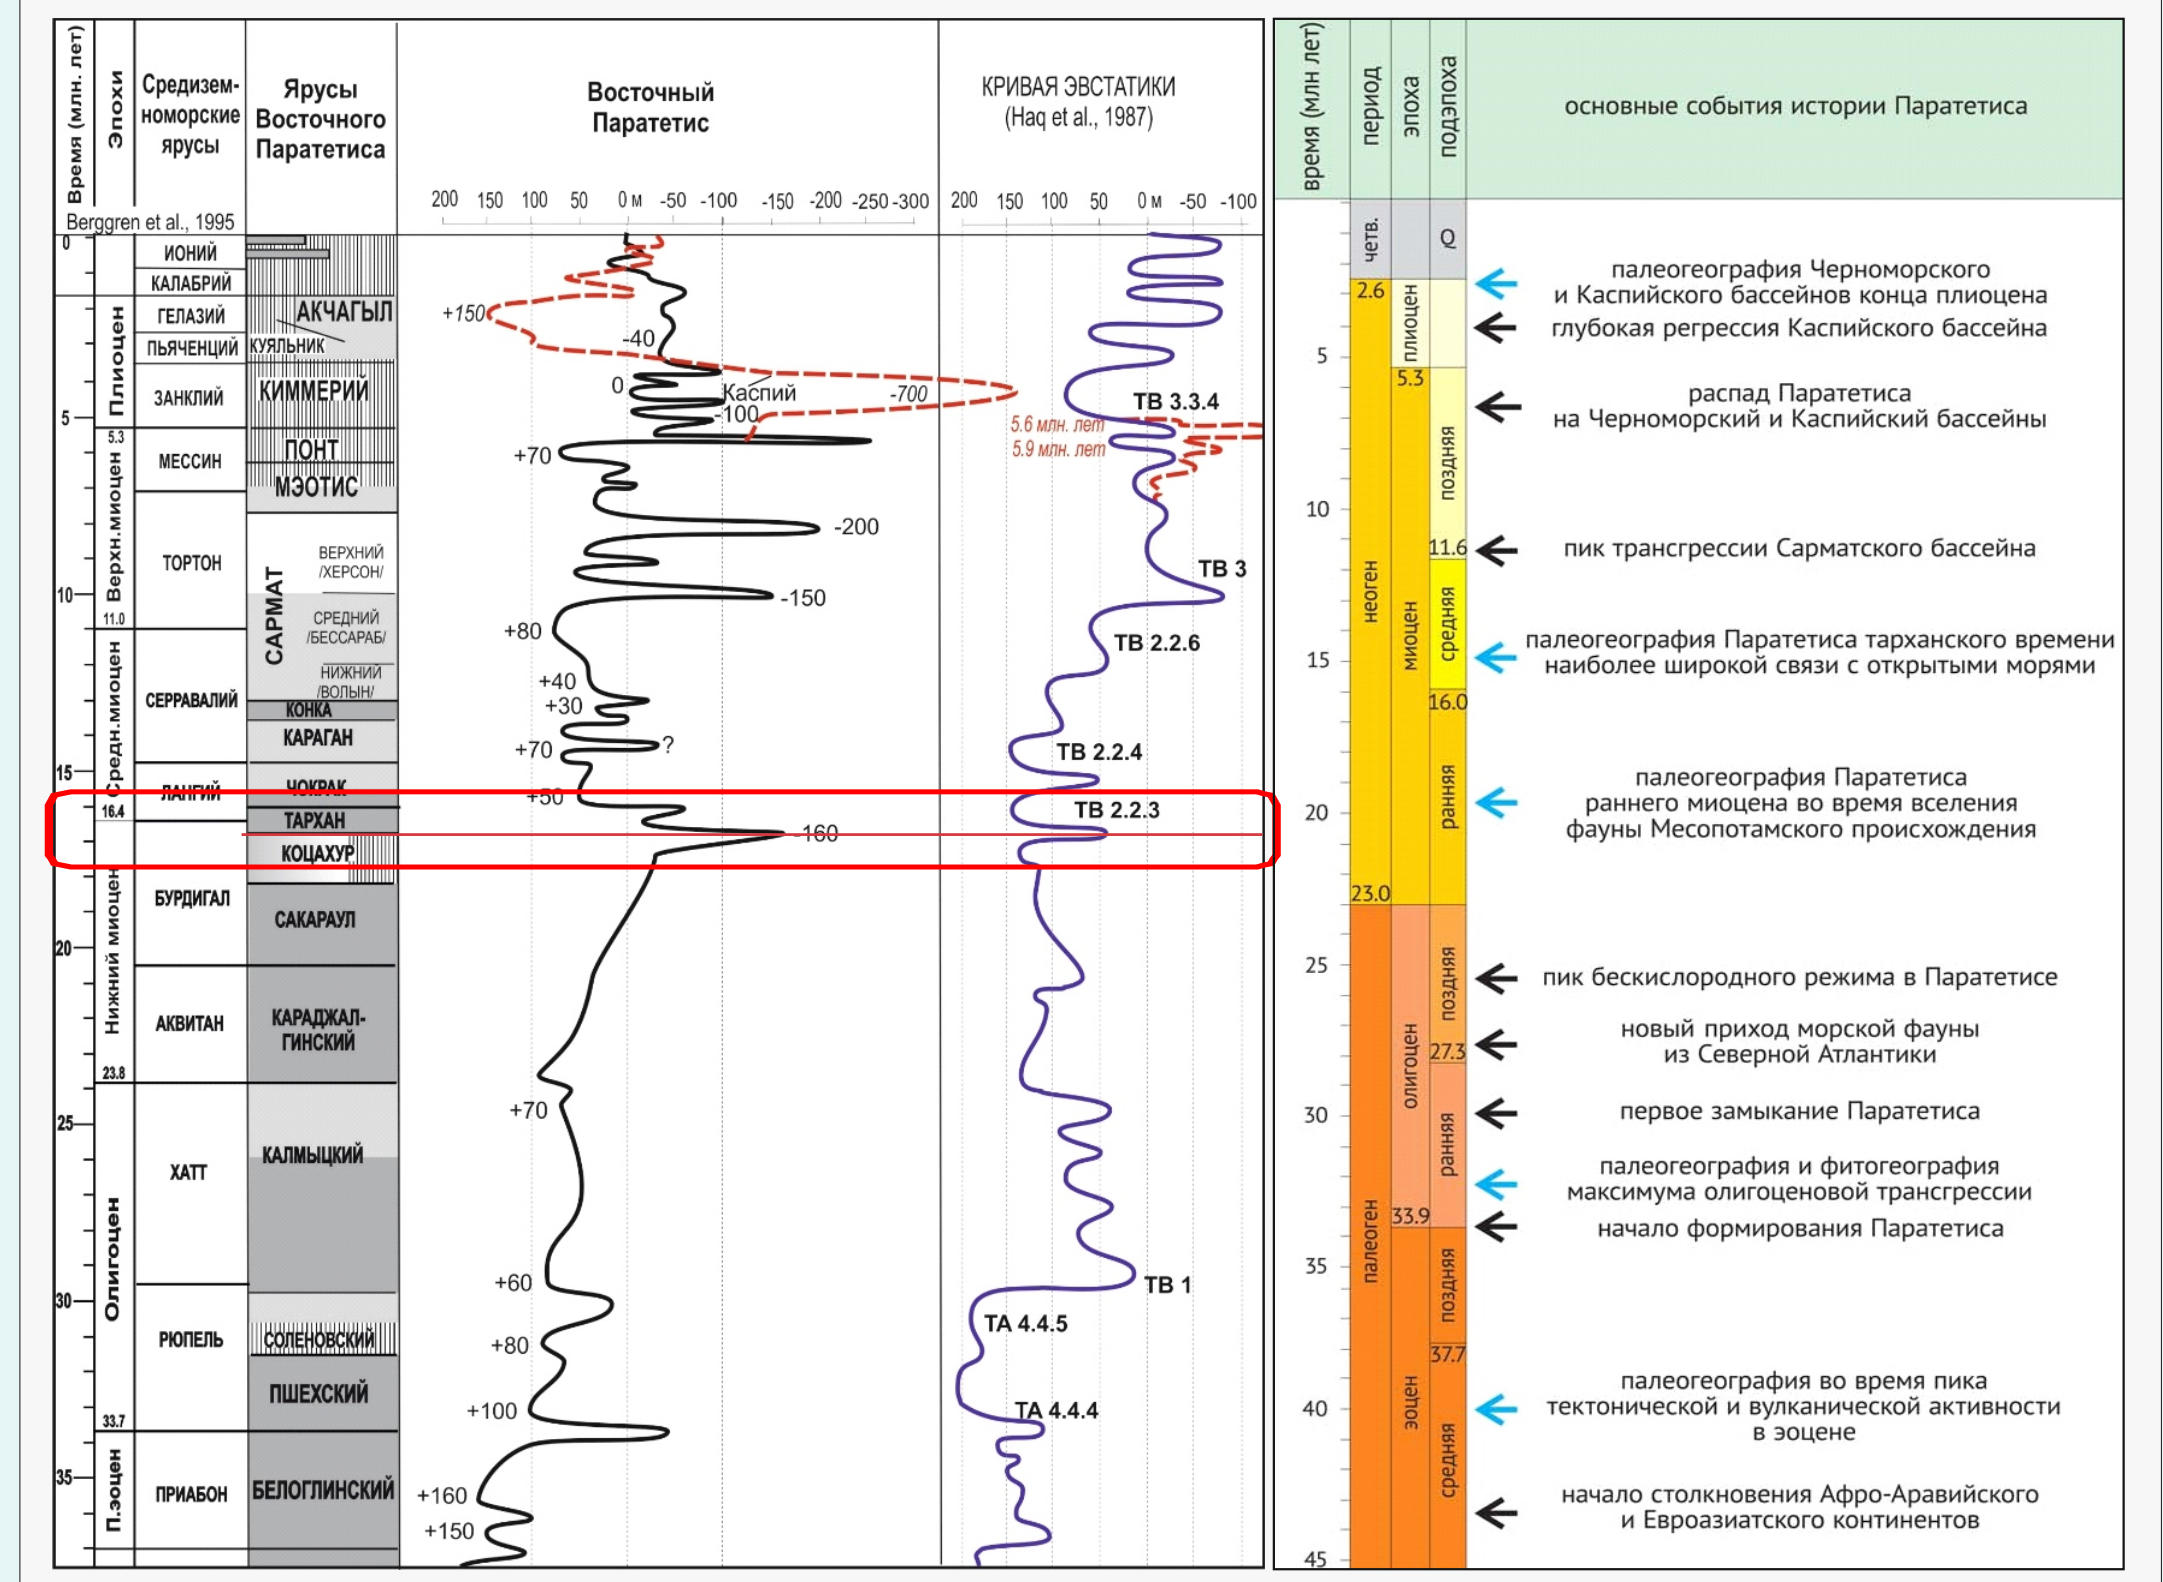 Время (млн. лет)
Эпохи
Средизем-
номорские
ярусы
Ярусы
Восточного
Паратетиса
Berggren et al., 1995
Восточный
Паратетис
200 150 100 50 0 м -50 -100 -150 -200 -250 -300
КРИВАЯ ЭВСТАТИКИ
(Haq et al., 1987)
200 150 100 50 0 м -50 -100
0
5
10
15
20
25
30
35
Плиоцен
5.3
Верхн.миоцен
11.0
Средн.миоцен
16.4
Нижний миоцен
23.8
Олигоцен
33.7
П.эоцен
ИОНИЙ
КАЛАБРИЙ
ГЕЛАЗИЙ
ПЬЯЧЕНЦИЙ
ЗАНКЛИЙ
МЕССИН
ТОРТОН
СЕРРАВАЛИЙ
ЛАНГИЙ
БУРДИГАЛ
АКВИТАН
ХАТТ
РЮПЕЛЬ
ПРИАБОН
АКЧАГЫЛ
КУЯЛЬНИК
КИММЕРИЙ
ПОНТ
МЭОТИС
САРМАТ
ВЕРХНИЙ
/ХЕРСОН/
СРЕДНИЙ
/БЕССАРАБ/
НИЖНИЙ
/ВОЛЫН/
КОНКА
КАРАГАН
ЧОКРАК
ТАРХАН
КОЦАХУР
САКАРАУЛ
КАРАДЖАЛ-
ГИНСКИЙ
КАЛМЫЦКИЙ
СОЛЕНОВСКИЙ
ПШЕХСКИЙ
БЕЛОГЛИНСКИЙ
+150
-40
0
Каспий
-700
-100
+70
-200
-150
+80
+40
+30
+70
?
+50
-160
+70
+60
+80
+100
+160
+150
ТВ 3.3.4
5.6 млн. лет
5.9 млн. лет
ТВ 3
ТВ 2.2.6
ТВ 2.2.4
ТВ 2.2.3
ТВ 1
ТА 4.4.5
ТА 4.4.4
время (млн лет)
период
эпоха
подэпоха
основные события истории Паратетиса
5
10
15
20
25
30
35
40
45
четв.
2.6
неоген
23.0
палеоген
плиоцен
5.3
миоцен
олигоцен
33.9
эоцен
Q
поздняя
11.6
средняя
16.0
ранняя
поздняя
27.3
ранняя
поздняя
37.7
средняя
палеогеография Черноморского
и Каспийского бассейнов конца плиоцена
глубокая регрессия Каспийского бассейна
распад Паратетиса
на Черноморский и Каспийский бассейны
пик трансгрессии Сарматского бассейна
палеогеография Паратетиса тарханского времени
наиболее широкой связи с открытыми морями
палеогеография Паратетиса
раннего миоцена во время вселения
фауны Месопотамского происхождения
пик бескислородного режима в Паратетисе
новый приход морской фауны
из Северной Атлантики
первое замыкание Паратетиса
палеогеография и фитогеография
максимума олигоценовой трансгрессии
начало формирования Паратетиса
палеогеография во время пика
тектонической и вулканической активности
в эоцене
начало столкновения Афро-Аравийского
и Евроазиатского континентов